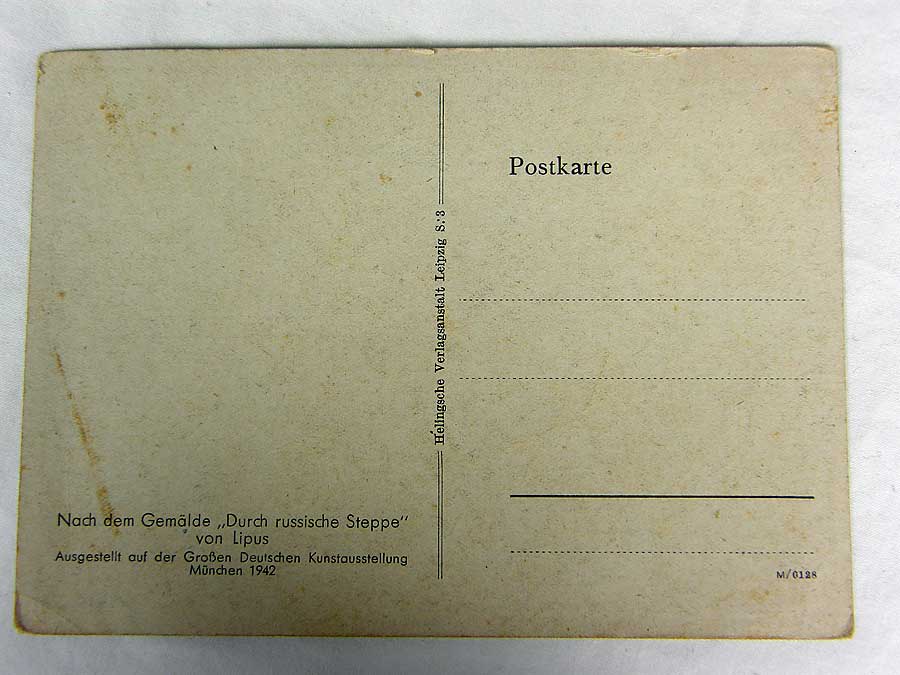 Nach dem Gemälde „Durch russische Steppe"
von Lipus
Ausgestellt auf der Großen Deutschen Kunstausstellung
München 1942
Helingsche Verlagsanstalt Leipzig S. 3
Postkarte
M/0128